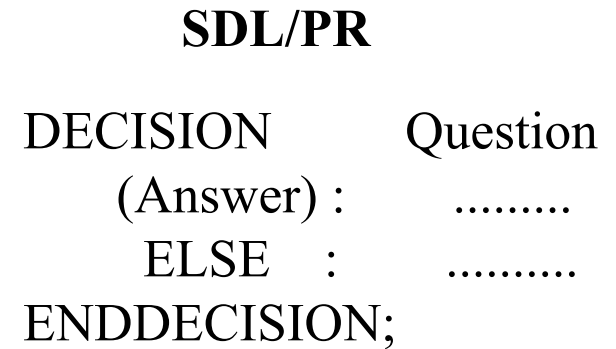 SDL/PR
DECISION Question
(Answer) : .........
ELSE : ..........
ENDDECISION;